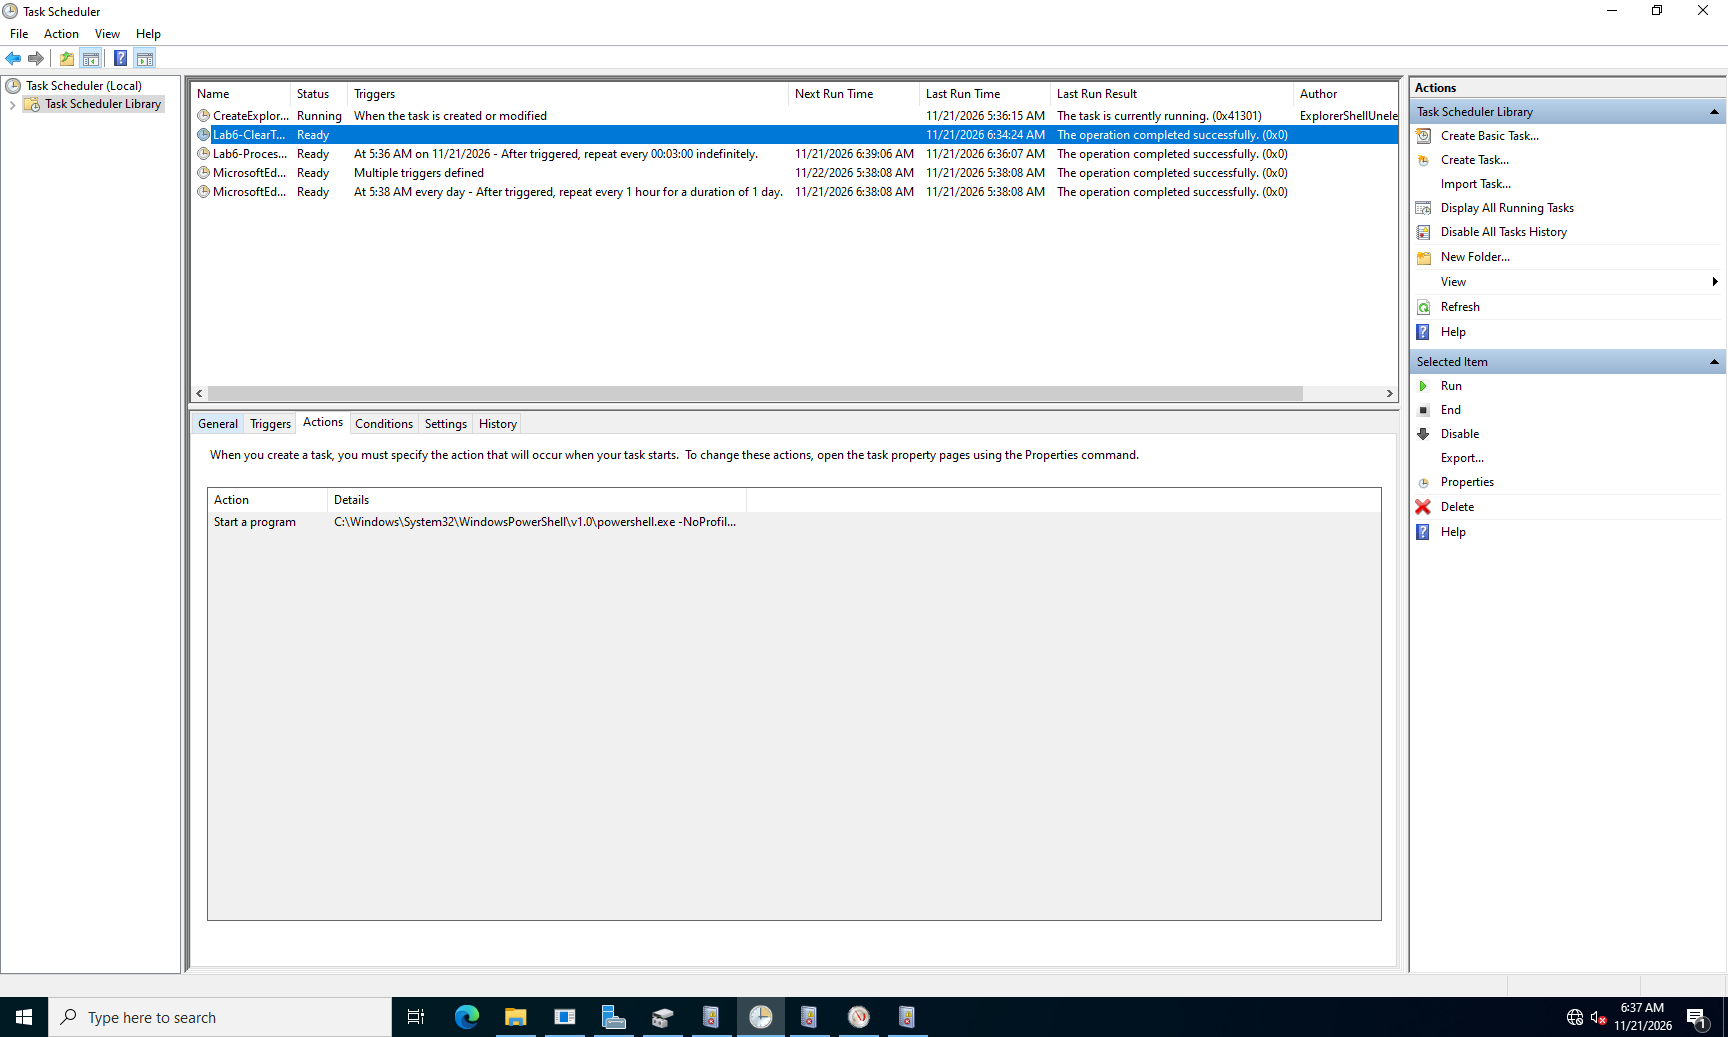 Task Scheduler
File Action View Help
Task Scheduler (Local)
Task Scheduler Library
Name Status Triggers Next Run Time Last Run Time Last Run Result Author
CreateExplor... Running When the task is created or modified 11/21/2026 5:36:15 AM The task is currently running. (0x41301) ExplorerShellUnele
Lab6-ClearT... Ready 11/21/2026 6:34:24 AM The operation completed successfully. (0x0)
Lab6-Proces... Ready At 5:36 AM on 11/21/2026 - After triggered, repeat every 00:03:00 indefinitely. 11/21/2026 6:39:06 AM 11/21/2026 6:36:07 AM The operation completed successfully. (0x0)
MicrosoftEd... Ready Multiple triggers defined 11/22/2026 5:38:08 AM 11/21/2026 5:38:08 AM The operation completed successfully. (0x0)
MicrosoftEd... Ready At 5:38 AM every day - After triggered, repeat every 1 hour for a duration of 1 day. 11/21/2026 6:38:08 AM 11/21/2026 5:38:08 AM The operation completed successfully. (0x0)
General Triggers Actions Conditions Settings History
When you create a task, you must specify the action that will occur when your task starts. To change these actions, open the task property pages using the Properties command.
Action Details
Start a program C:\Windows\System32\WindowsPowerShell\v1.0\powershell.exe -NoProfil...
Actions
Task Scheduler Library
Create Basic Task...
Create Task...
Import Task...
Display All Running Tasks
Disable All Tasks History
New Folder...
View
Refresh
Help
Selected Item
Run
End
Disable
Export...
Properties
Delete
Help
Type here to search
6:37 AM
11/21/2026
1